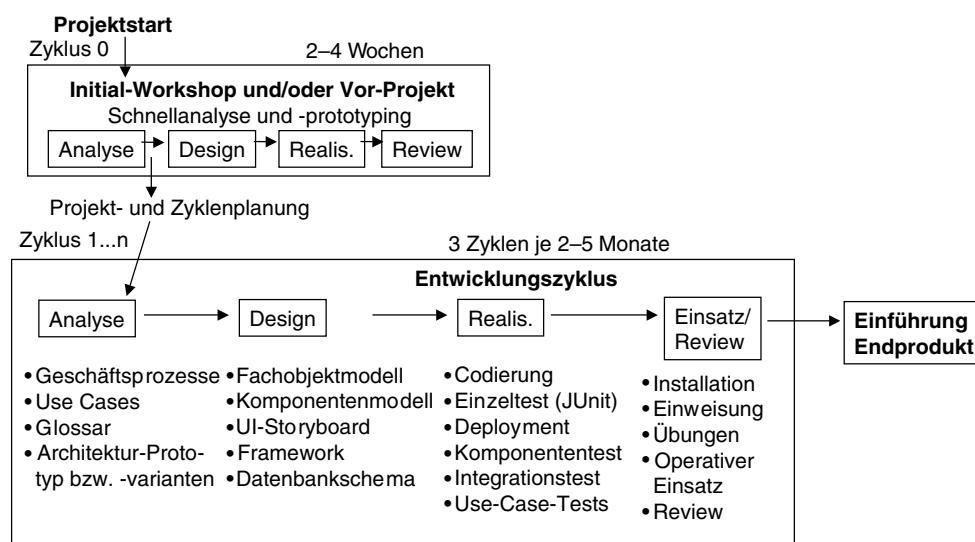 Projektstart
Zyklus 0
2–4 Wochen
Initial-Workshop und/oder Vor-Projekt
Schnellanalyse und -prototyping
Analyse
Design
Realis.
Review
Projekt- und Zyklenplanung
Zyklus 1...n
3 Zyklen je 2–5 Monate
Entwicklungszyklus
Analyse
Design
Realis.
Einsatz/
Review
Einführung
Endprodukt
• Geschäftsprozesse
• Use Cases
• Glossar
• Architektur-Proto-
typ bzw. -varianten
• Fachobjektmodell
• Komponentenmodell
• UI-Storyboard
• Framework
• Datenbankschema
• Codierung
• Einzeltest (JUnit)
• Deployment
• Komponententest
• Integrationstest
• Use-Case-Tests
• Installation
• Einweisung
• Übungen
• Operativer
Einsatz
• Review